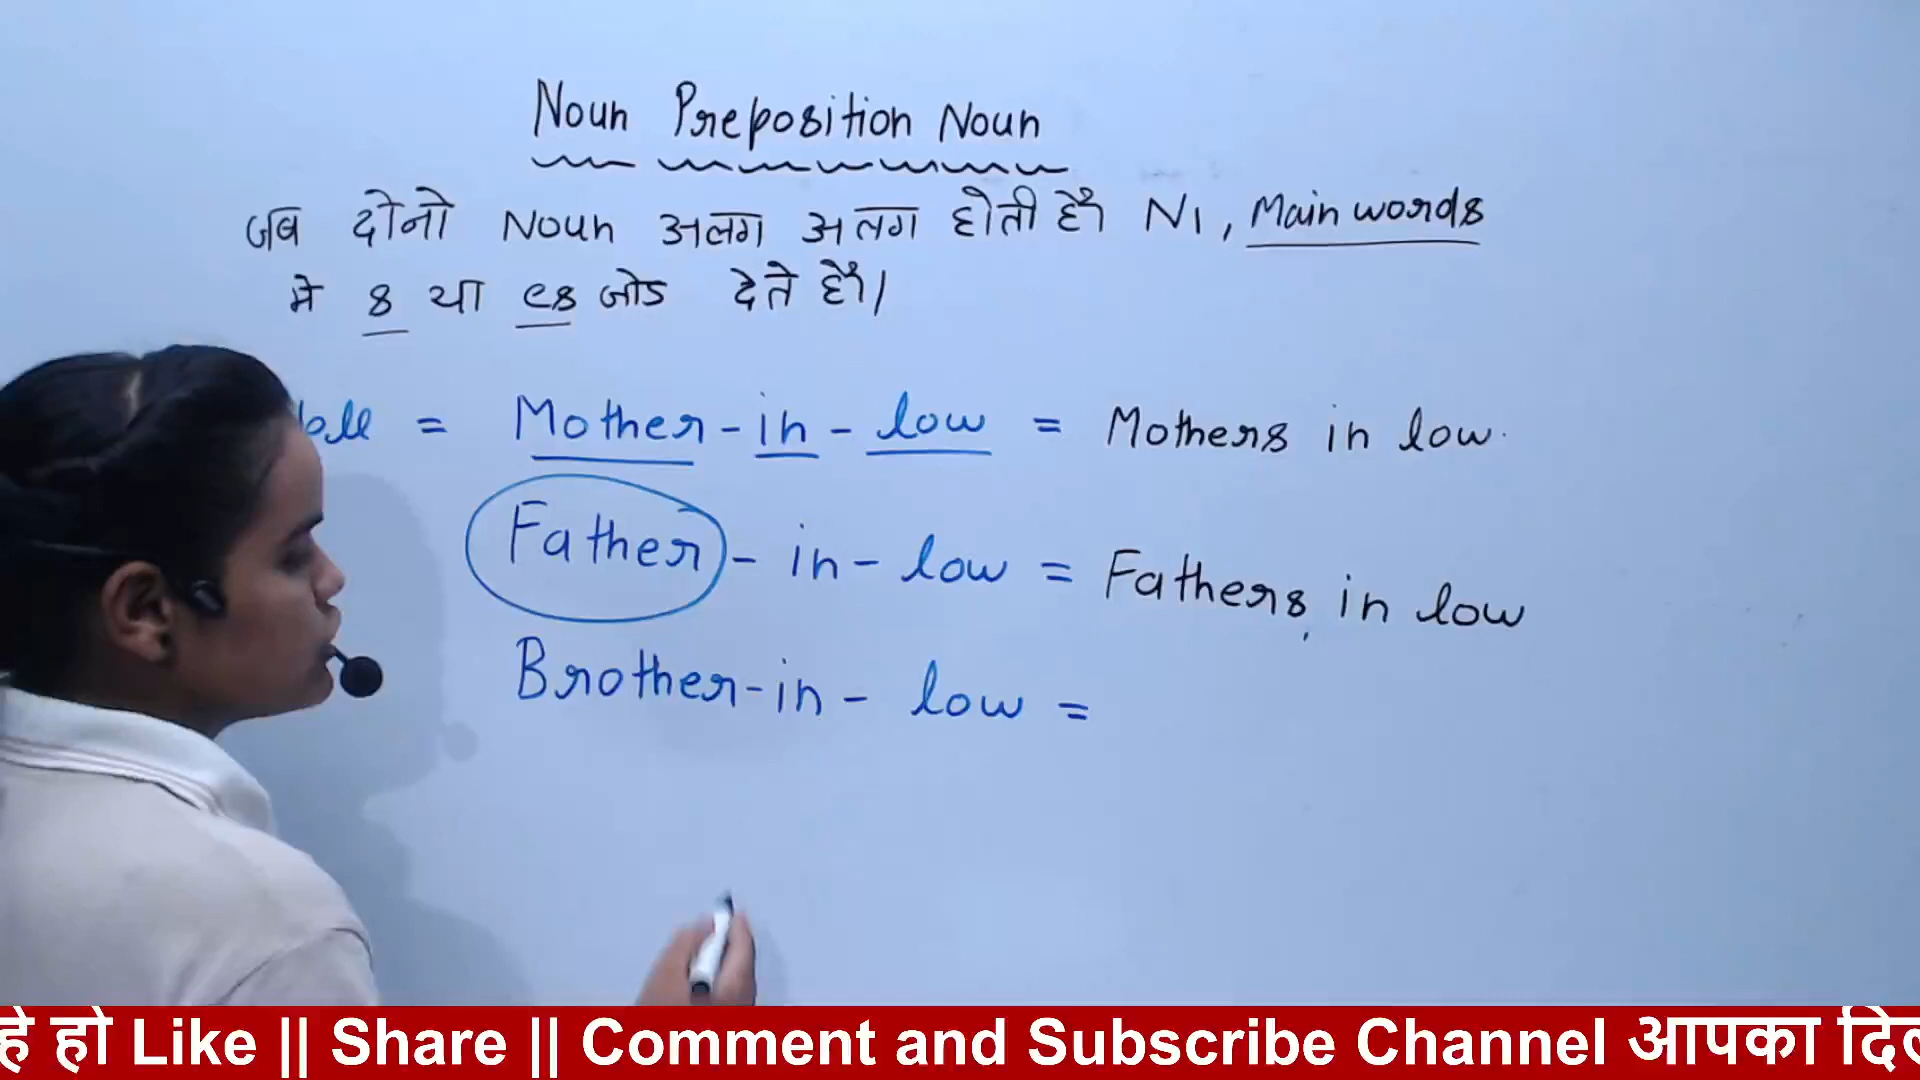 Noun Preposition Noun
जब दोनो Noun अलग अलग होती हैं N1, Main words
मे s या es जोड देते हैं।
= Mother-in-low = Mothers in low.
Father-in-low = Fathers in low
Brother-in-low =
हे हो Like || Share || Comment and Subscribe Channel आपका